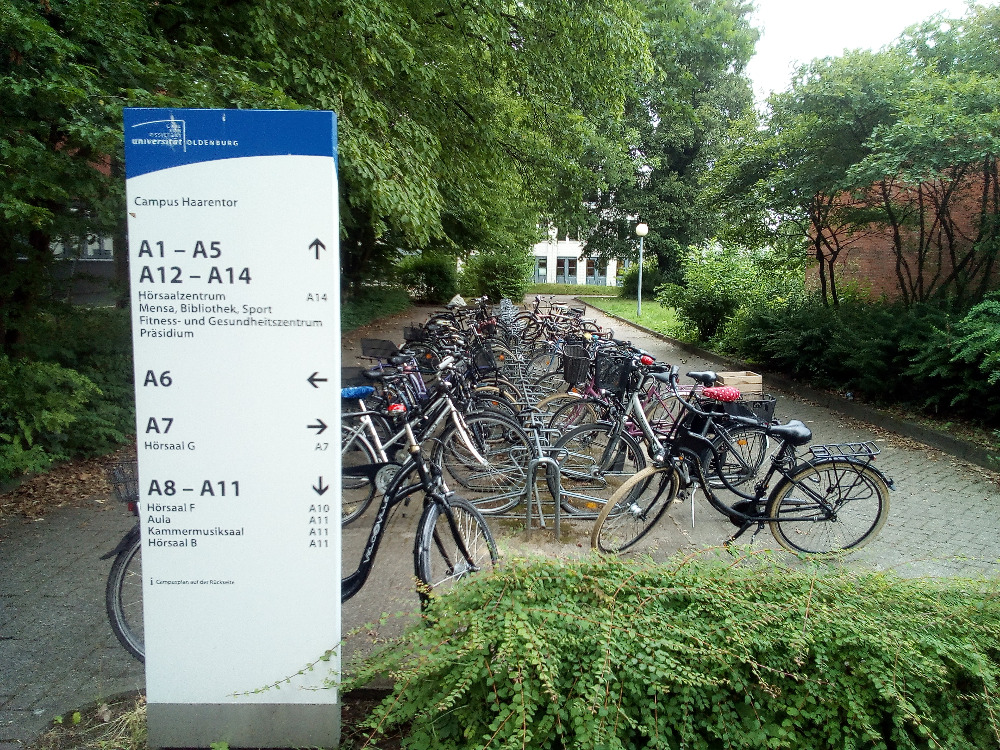 universität OLDENBURG
Campus Haarentor
A1 – A5 ↑
A12 – A14
Hörsaalzentrum A14
Mensa, Bibliothek, Sport
Fitness- und Gesundheitszentrum
Präsidium
A6 ←
A7 →
Hörsaal G A7
A8 – A11 ↓
Hörsaal F A10
Aula A11
Kammermusiksaal A11
Hörsaal B A11
i Campusplan auf der Rückseite